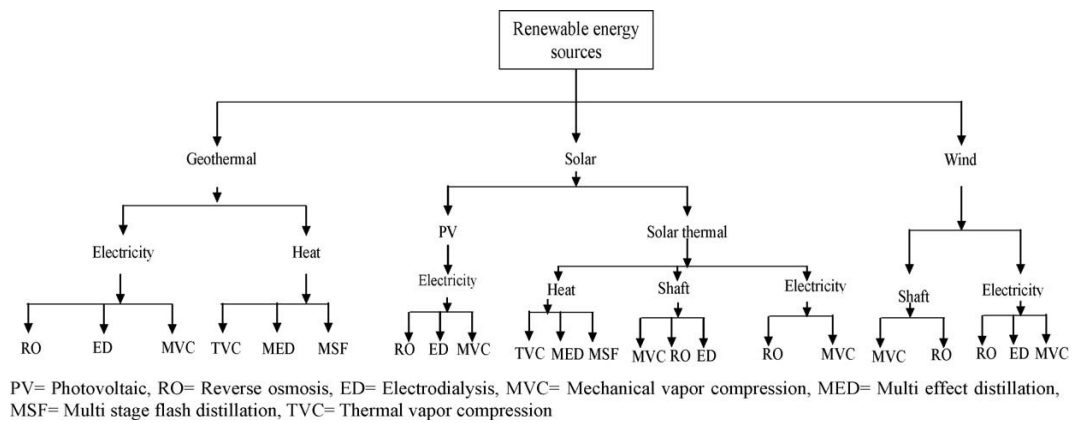 Renewable energy
sources
Geothermal Solar Wind
PV Solar thermal
Electricity Heat
Electricity Heat Shaft Electricity Shaft Electricity
RO ED MVC TVC MED MSF RO ED MVC TVC MED MSF MVC RO ED RO MVC MVC RO RO ED MVC
PV= Photovoltaic, RO= Reverse osmosis, ED= Electrodialysis, MVC= Mechanical vapor compression, MED= Multi effect distillation,
MSF= Multi stage flash distillation, TVC= Thermal vapor compression